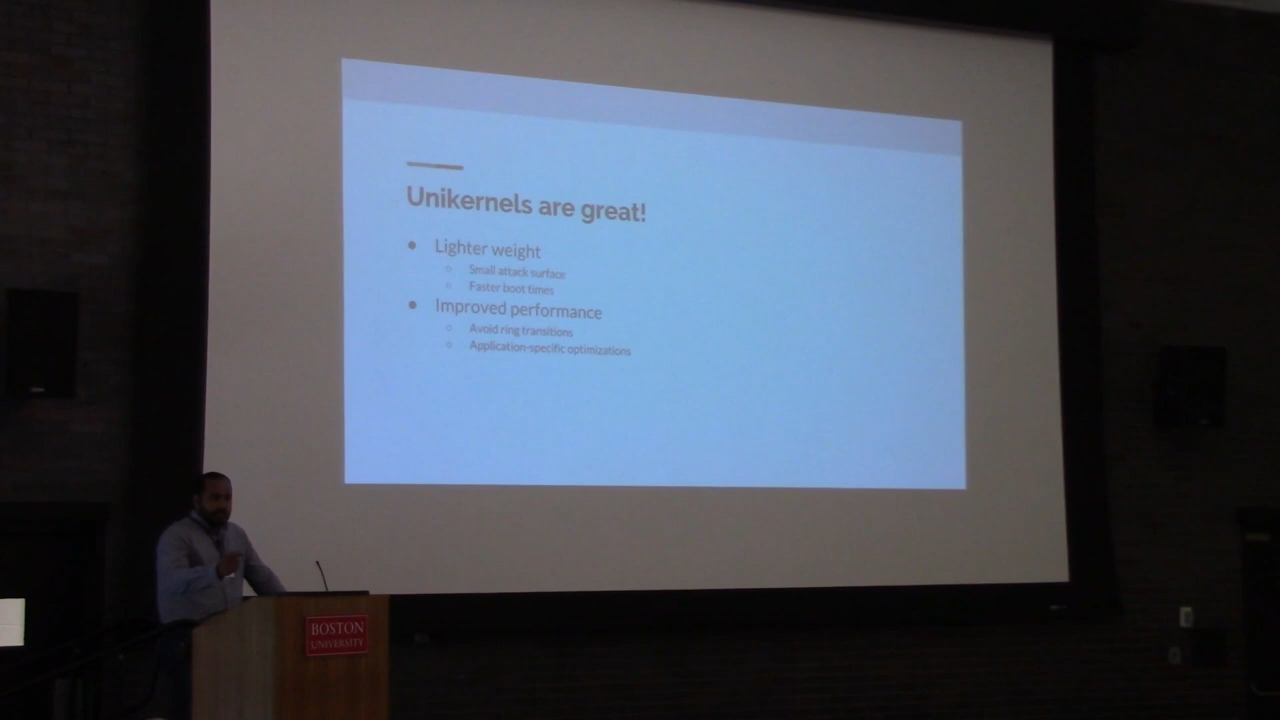 Unikernels are great!
Lighter weight
Small attack surface
Faster boot times
Improved performance
Avoid ring transitions
Application-specific optimizations
BOSTON
UNIVERSITY